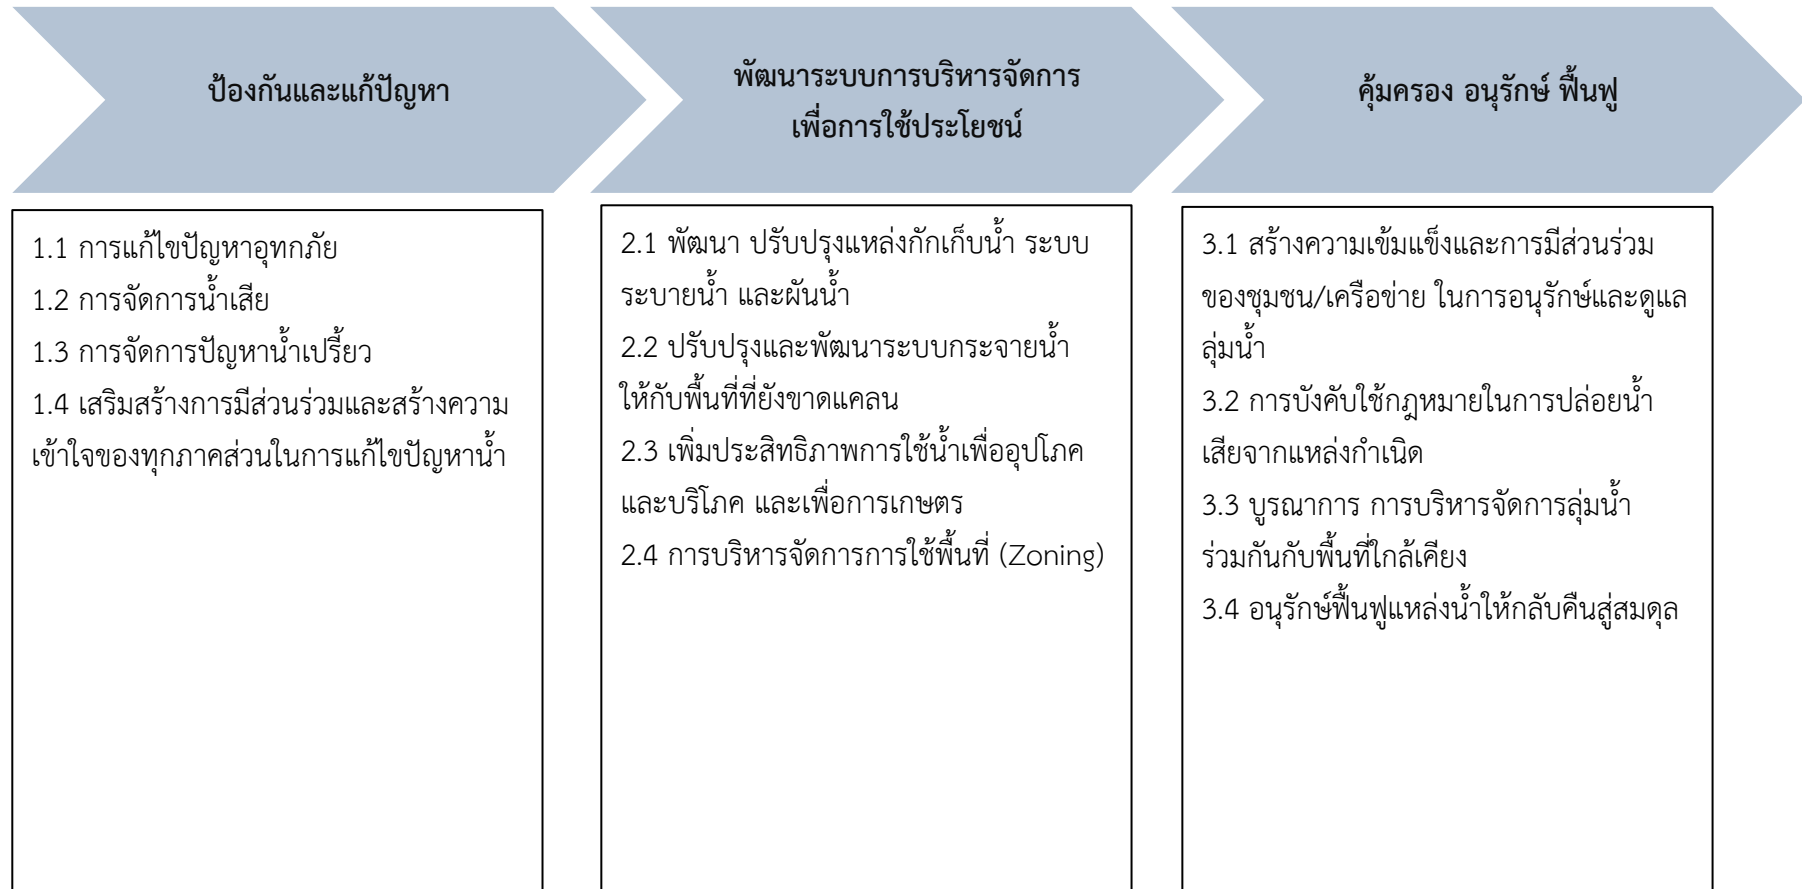 ป้องกันและแก้ปัญหา
1.1 การแก้ไขปัญหาอุทกภัย
1.2 การจัดการน้ำเสีย
1.3 การจัดการปัญหาน้ำเปรี้ยว
1.4 เสริมสร้างการมีส่วนร่วมและสร้างความ
เข้าใจของทุกภาคส่วนในการแก้ไขปัญหาน้ำ
พัฒนาระบบการบริหารจัดการ
เพื่อการใช้ประโยชน์
2.1 พัฒนา ปรับปรุงแหล่งกักเก็บน้ำ ระบบ
ระบายน้ำ และผันน้ำ
2.2 ปรับปรุงและพัฒนาระบบกระจายน้ำ
ให้กับพื้นที่ที่ยังขาดแคลน
2.3 เพิ่มประสิทธิภาพการใช้น้ำเพื่ออุปโภค
และบริโภค และเพื่อการเกษตร
2.4 การบริหารจัดการการใช้พื้นที่ (Zoning)
คุ้มครอง อนุรักษ์ ฟื้นฟู
3.1 สร้างความเข้มแข็งและการมีส่วนร่วม
ของชุมชน/เครือข่าย ในการอนุรักษ์และดูแล
ลุ่มน้ำ
3.2 การบังคับใช้กฎหมายในการปล่อยน้ำ
เสียจากแหล่งกำเนิด
3.3 บูรณาการ การบริหารจัดการลุ่มน้ำ
ร่วมกันกับพื้นที่ใกล้เคียง
3.4 อนุรักษ์ฟื้นฟูแหล่งน้ำให้กลับคืนสู่สมดุล